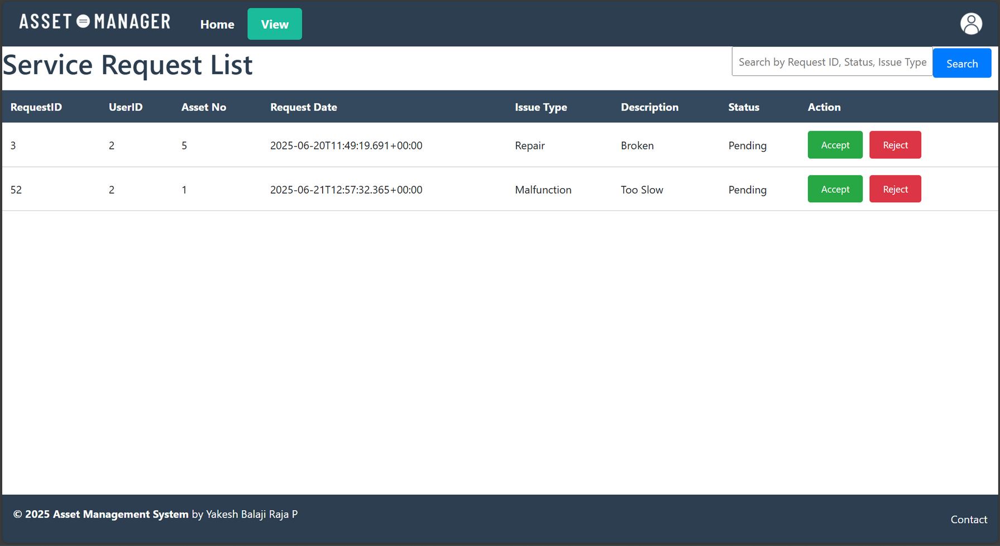 ASSET MANAGER Home View
Service Request List
Search by Request ID, Status, Issue Type Search
RequestID UserID Asset No Request Date Issue Type Description Status Action
3 2 5 2025-06-20T11:49:19.691+00:00 Repair Broken Pending Accept Reject
52 2 1 2025-06-21T12:57:32.365+00:00 Malfunction Too Slow Pending Accept Reject
© 2025 Asset Management System by Yakesh Balaji Raja P
Contact